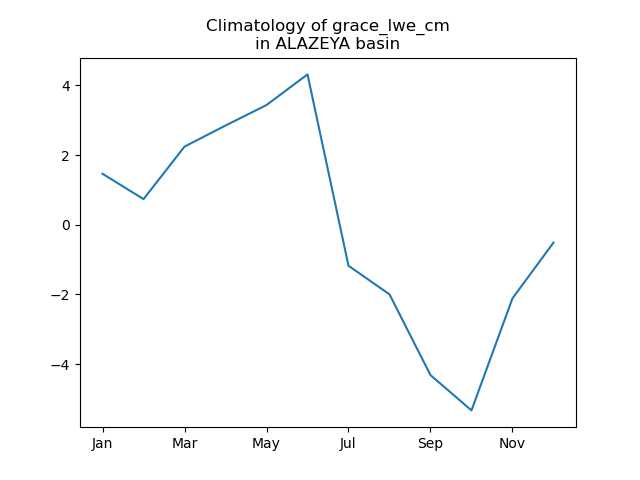 Climatology of grace_lwe_cm
in ALAZEYA basin
4
2
0
−2
−4
Jan
Mar
May
Jul
Sep
Nov